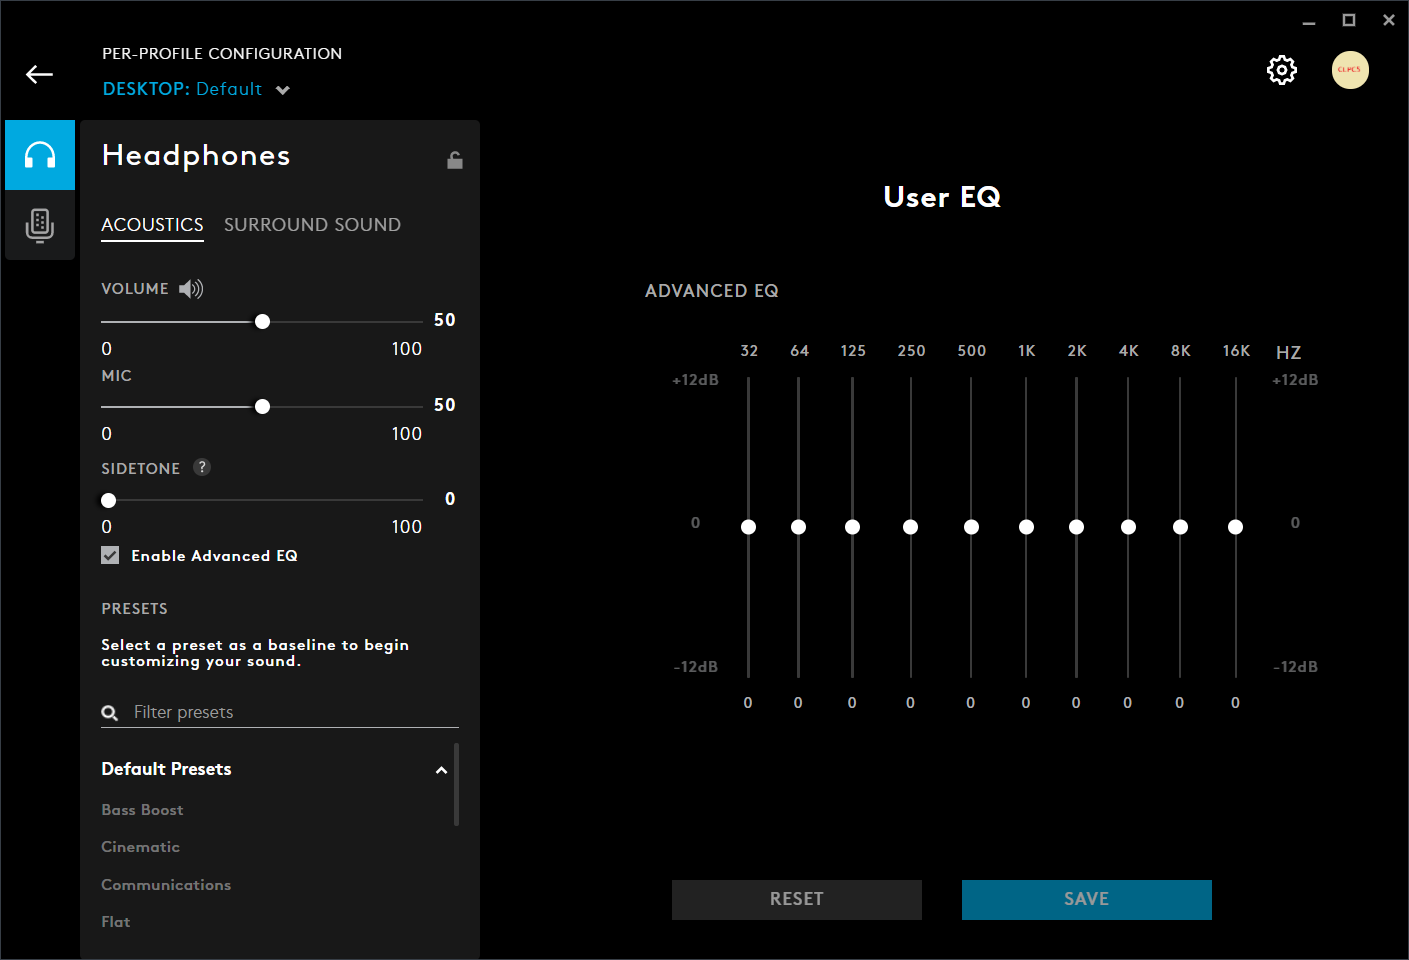 PER-PROFILE CONFIGURATION
DESKTOP: Default
CLPCS
Headphones
ACOUSTICS SURROUND SOUND
VOLUME
50
0 100
MIC
50
0 100
SIDETONE ?
0
0 100
Enable Advanced EQ
PRESETS
Select a preset as a baseline to begin
customizing your sound.
Filter presets
Default Presets
Bass Boost
Cinematic
Communications
Flat
User EQ
ADVANCED EQ
32 64 125 250 500 1K 2K 4K 8K 16K HZ
+12dB +12dB
0 0
-12dB -12dB
0 0 0 0 0 0 0 0 0 0
RESET SAVE